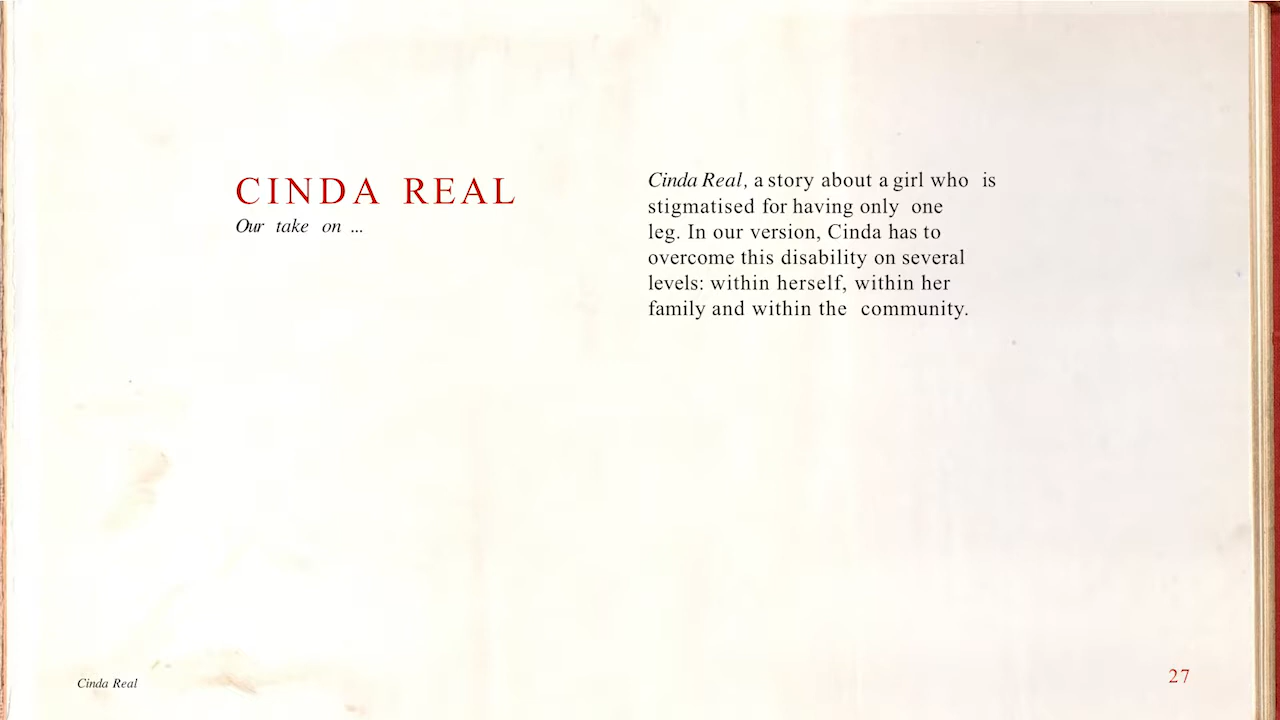 CINDA REAL
Our take on ...
Cinda Real, a story about a girl who is
stigmatised for having only one
leg. In our version, Cinda has to
overcome this disability on several
levels: within herself, within her
family and within the community.
Cinda Real
27